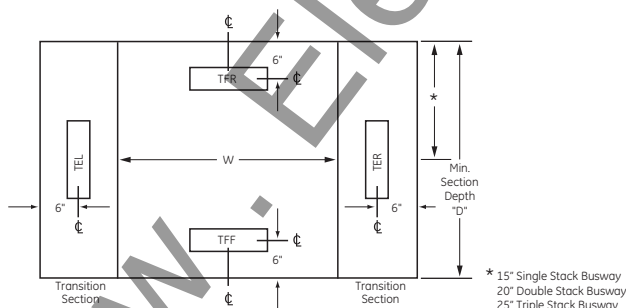 ℄
6"
TFR
℄
*
TEL
W
TER
Min.
Section
Depth
"D"
6"
℄
6"
℄
TFF
℄
6"
Transition
Section
℄
Transition
Section
* 15" Single Stack Busway
20" Double Stack Busway
25" Triple Stack Busway